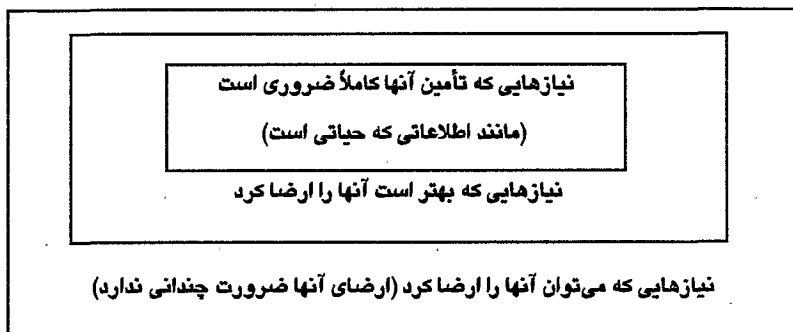 نیازهایی که تأمین آنها کاملاً ضروری است
(مانند اطلاعاتی که حیاتی است)
نیازهایی که بهتر است آنها را ارضا کرد
نیازهایی که می‌توان آنها را ارضا کرد (ارضای آنها ضرورت چندانی ندارد)